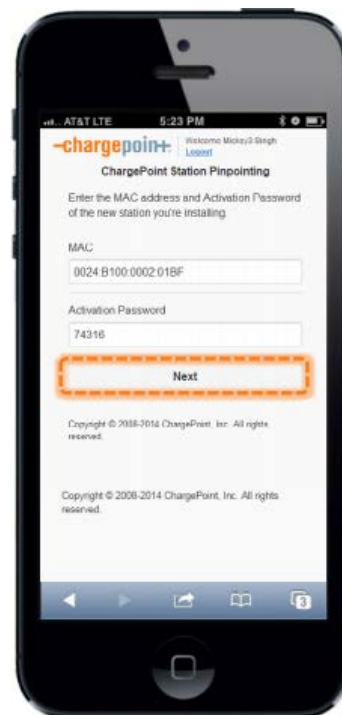 AT&T LTE 5:23 PM
-chargepoin+. Welcome Mickey3 Singh
Logout
ChargePoint Station Pinpointing
Enter the MAC address and Activation Password
of the new station you're installing.
MAC
0024:B100:0002:01BF
Activation Password
74316
Next
Copyright © 2008-2014 ChargePoint, Inc. All rights
reserved.
Copyright © 2008-2014 ChargePoint, Inc. All rights
reserved.
3